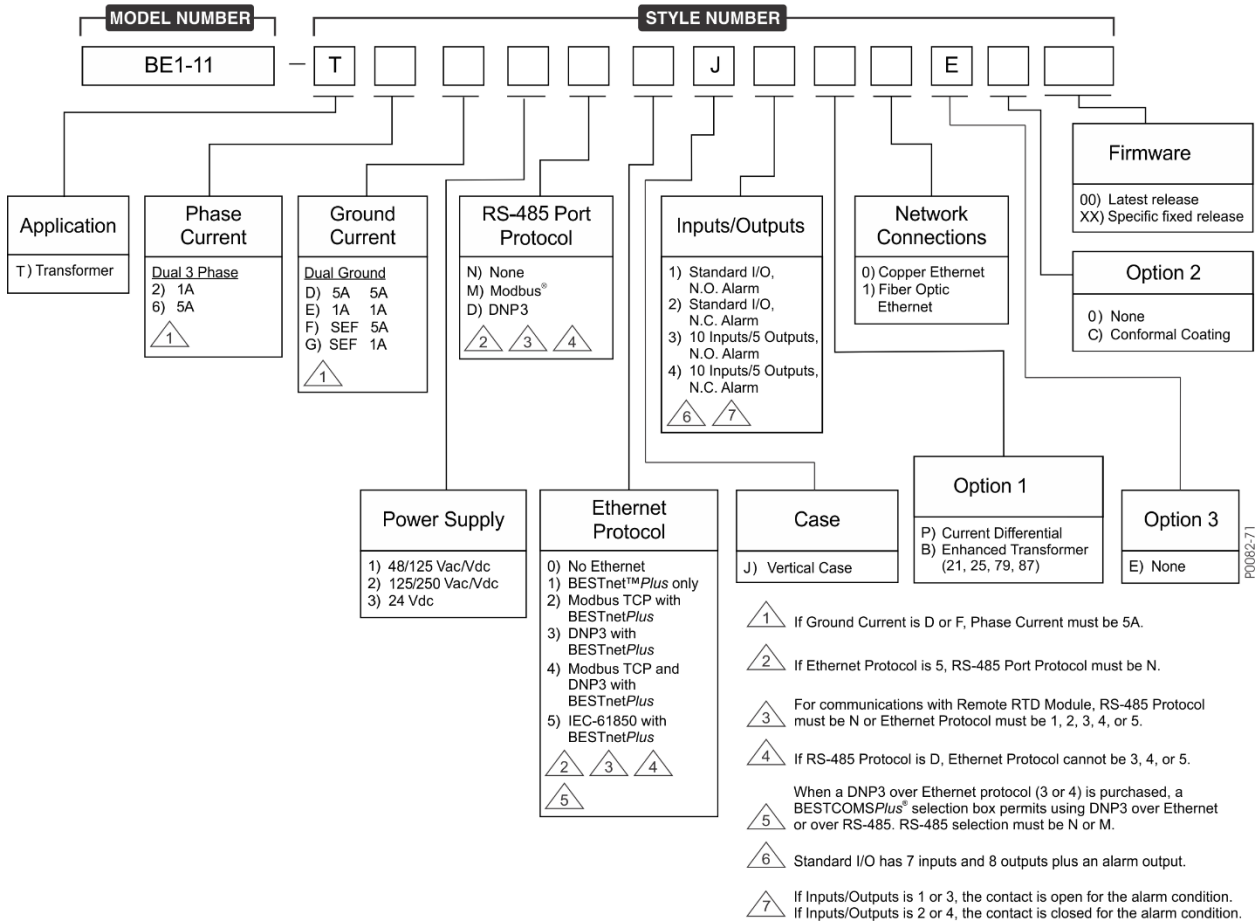 MODEL NUMBER
STYLE NUMBER
BE1-11
–
T
J
E
Application
T) Transformer
Phase
Current
Dual 3 Phase
2) 1A
6) 5A
1
Ground
Current
Dual Ground
D) 5A 5A
E) 1A 1A
F) SEF 5A
G) SEF 1A
1
RS-485 Port
Protocol
N) None
M) Modbus®
D) DNP3
2 3 4
Inputs/Outputs
1) Standard I/O,
N.O. Alarm
2) Standard I/O,
N.C. Alarm
3) 10 Inputs/5 Outputs,
N.O. Alarm
4) 10 Inputs/5 Outputs,
N.C. Alarm
6 7
Network
Connections
0) Copper Ethernet
1) Fiber Optic
Ethernet
Firmware
00) Latest release
XX) Specific fixed release
Option 2
0) None
C) Conformal Coating
Power Supply
1) 48/125 Vac/Vdc
2) 125/250 Vac/Vdc
3) 24 Vdc
Ethernet
Protocol
0) No Ethernet
1) BESTnet™Plus only
2) Modbus TCP with
BESTnetPlus
3) DNP3 with
BESTnetPlus
4) Modbus TCP and
DNP3 with
BESTnetPlus
5) IEC-61850 with
BESTnetPlus
2 3 4
5
Case
J) Vertical Case
Option 1
P) Current Differential
B) Enhanced Transformer
(21, 25, 79, 87)
Option 3
E) None
P0082-71
1 If Ground Current is D or F, Phase Current must be 5A.
2 If Ethernet Protocol is 5, RS-485 Port Protocol must be N.
3 For communications with Remote RTD Module, RS-485 Protocol
must be N or Ethernet Protocol must be 1, 2, 3, 4, or 5.
4 If RS-485 Protocol is D, Ethernet Protocol cannot be 3, 4, or 5.
5 When a DNP3 over Ethernet protocol (3 or 4) is purchased, a
BESTCOMSPlus® selection box permits using DNP3 over Ethernet
or over RS-485. RS-485 selection must be N or M.
6 Standard I/O has 7 inputs and 8 outputs plus an alarm output.
7 If Inputs/Outputs is 1 or 3, the contact is open for the alarm condition.
If Inputs/Outputs is 2 or 4, the contact is closed for the alarm condition.